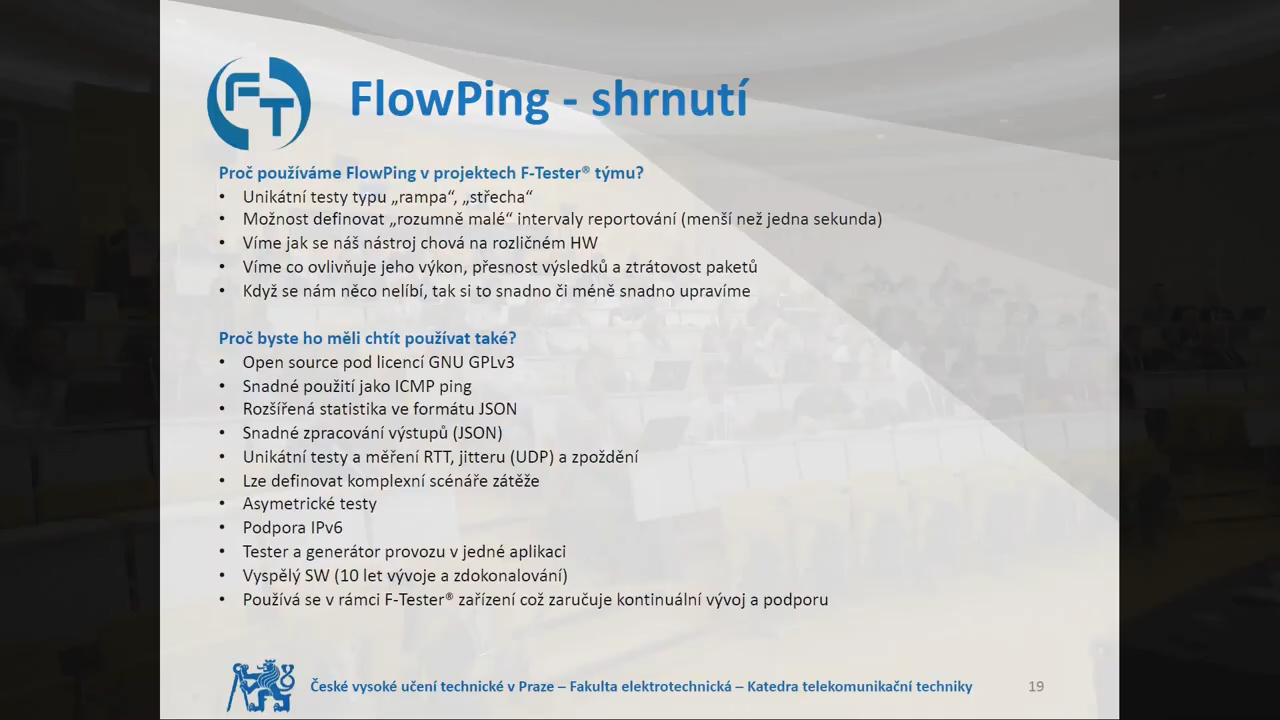 FT
FlowPing - shrnutí
Proč používáme FlowPing v projektech F-Tester® týmu?
• Unikátní testy typu „rampa“, „střecha“
• Možnost definovat „rozumně malé“ intervaly reportování (menší než jedna sekunda)
• Víme jak se náš nástroj chová na rozličném HW
• Víme co ovlivňuje jeho výkon, přesnost výsledků a ztrátovost paketů
• Když se nám něco nelíbí, tak si to snadno či méně snadno upravíme
Proč byste ho měli chtít používat také?
• Open source pod licencí GNU GPLv3
• Snadné použití jako ICMP ping
• Rozšířená statistika ve formátu JSON
• Snadné zpracování výstupů (JSON)
• Unikátní testy a měření RTT, jitteru (UDP) a zpoždění
• Lze definovat komplexní scénáře zátěže
• Asymetrické testy
• Podpora IPv6
• Tester a generátor provozu v jedné aplikaci
• Vyspělý SW (10 let vývoje a zdokonalování)
• Používá se v rámci F-Tester® zařízení což zaručuje kontinuální vývoj a podporu
České vysoké učení technické v Praze – Fakulta elektrotechnická – Katedra telekomunikační techniky
19